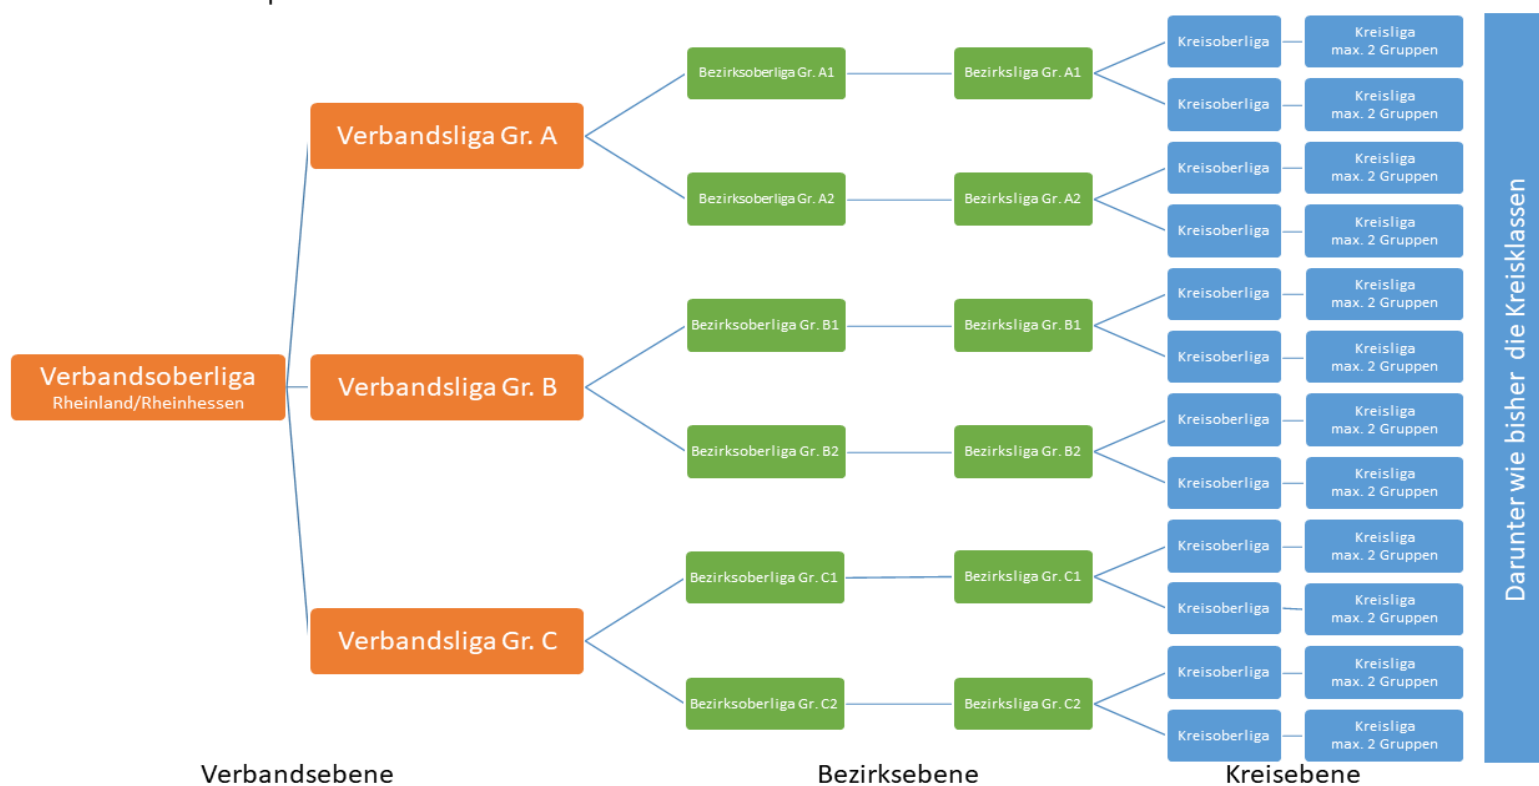 Verbandsoberliga
Rheinland/Rheinhessen
Verbandsliga Gr. A
Verbandsliga Gr. B
Verbandsliga Gr. C
Bezirksoberliga Gr. A1
Bezirksoberliga Gr. A2
Bezirksoberliga Gr. B1
Bezirksoberliga Gr. B2
Bezirksoberliga Gr. C1
Bezirksoberliga Gr. C2
Bezirksliga Gr. A1
Bezirksliga Gr. A2
Bezirksliga Gr. B1
Bezirksliga Gr. B2
Bezirksliga Gr. C1
Bezirksliga Gr. C2
Kreisoberliga
Kreisoberliga
Kreisoberliga
Kreisoberliga
Kreisoberliga
Kreisoberliga
Kreisoberliga
Kreisoberliga
Kreisoberliga
Kreisoberliga
Kreisoberliga
Kreisoberliga
Kreisliga
max. 2 Gruppen
Kreisliga
max. 2 Gruppen
Kreisliga
max. 2 Gruppen
Kreisliga
max. 2 Gruppen
Kreisliga
max. 2 Gruppen
Kreisliga
max. 2 Gruppen
Kreisliga
max. 2 Gruppen
Kreisliga
max. 2 Gruppen
Kreisliga
max. 2 Gruppen
Kreisliga
max. 2 Gruppen
Kreisliga
max. 2 Gruppen
Kreisliga
max. 2 Gruppen
Darunter wie bisher die Kreisklassen
Verbandsebene
Bezirksebene
Kreisebene